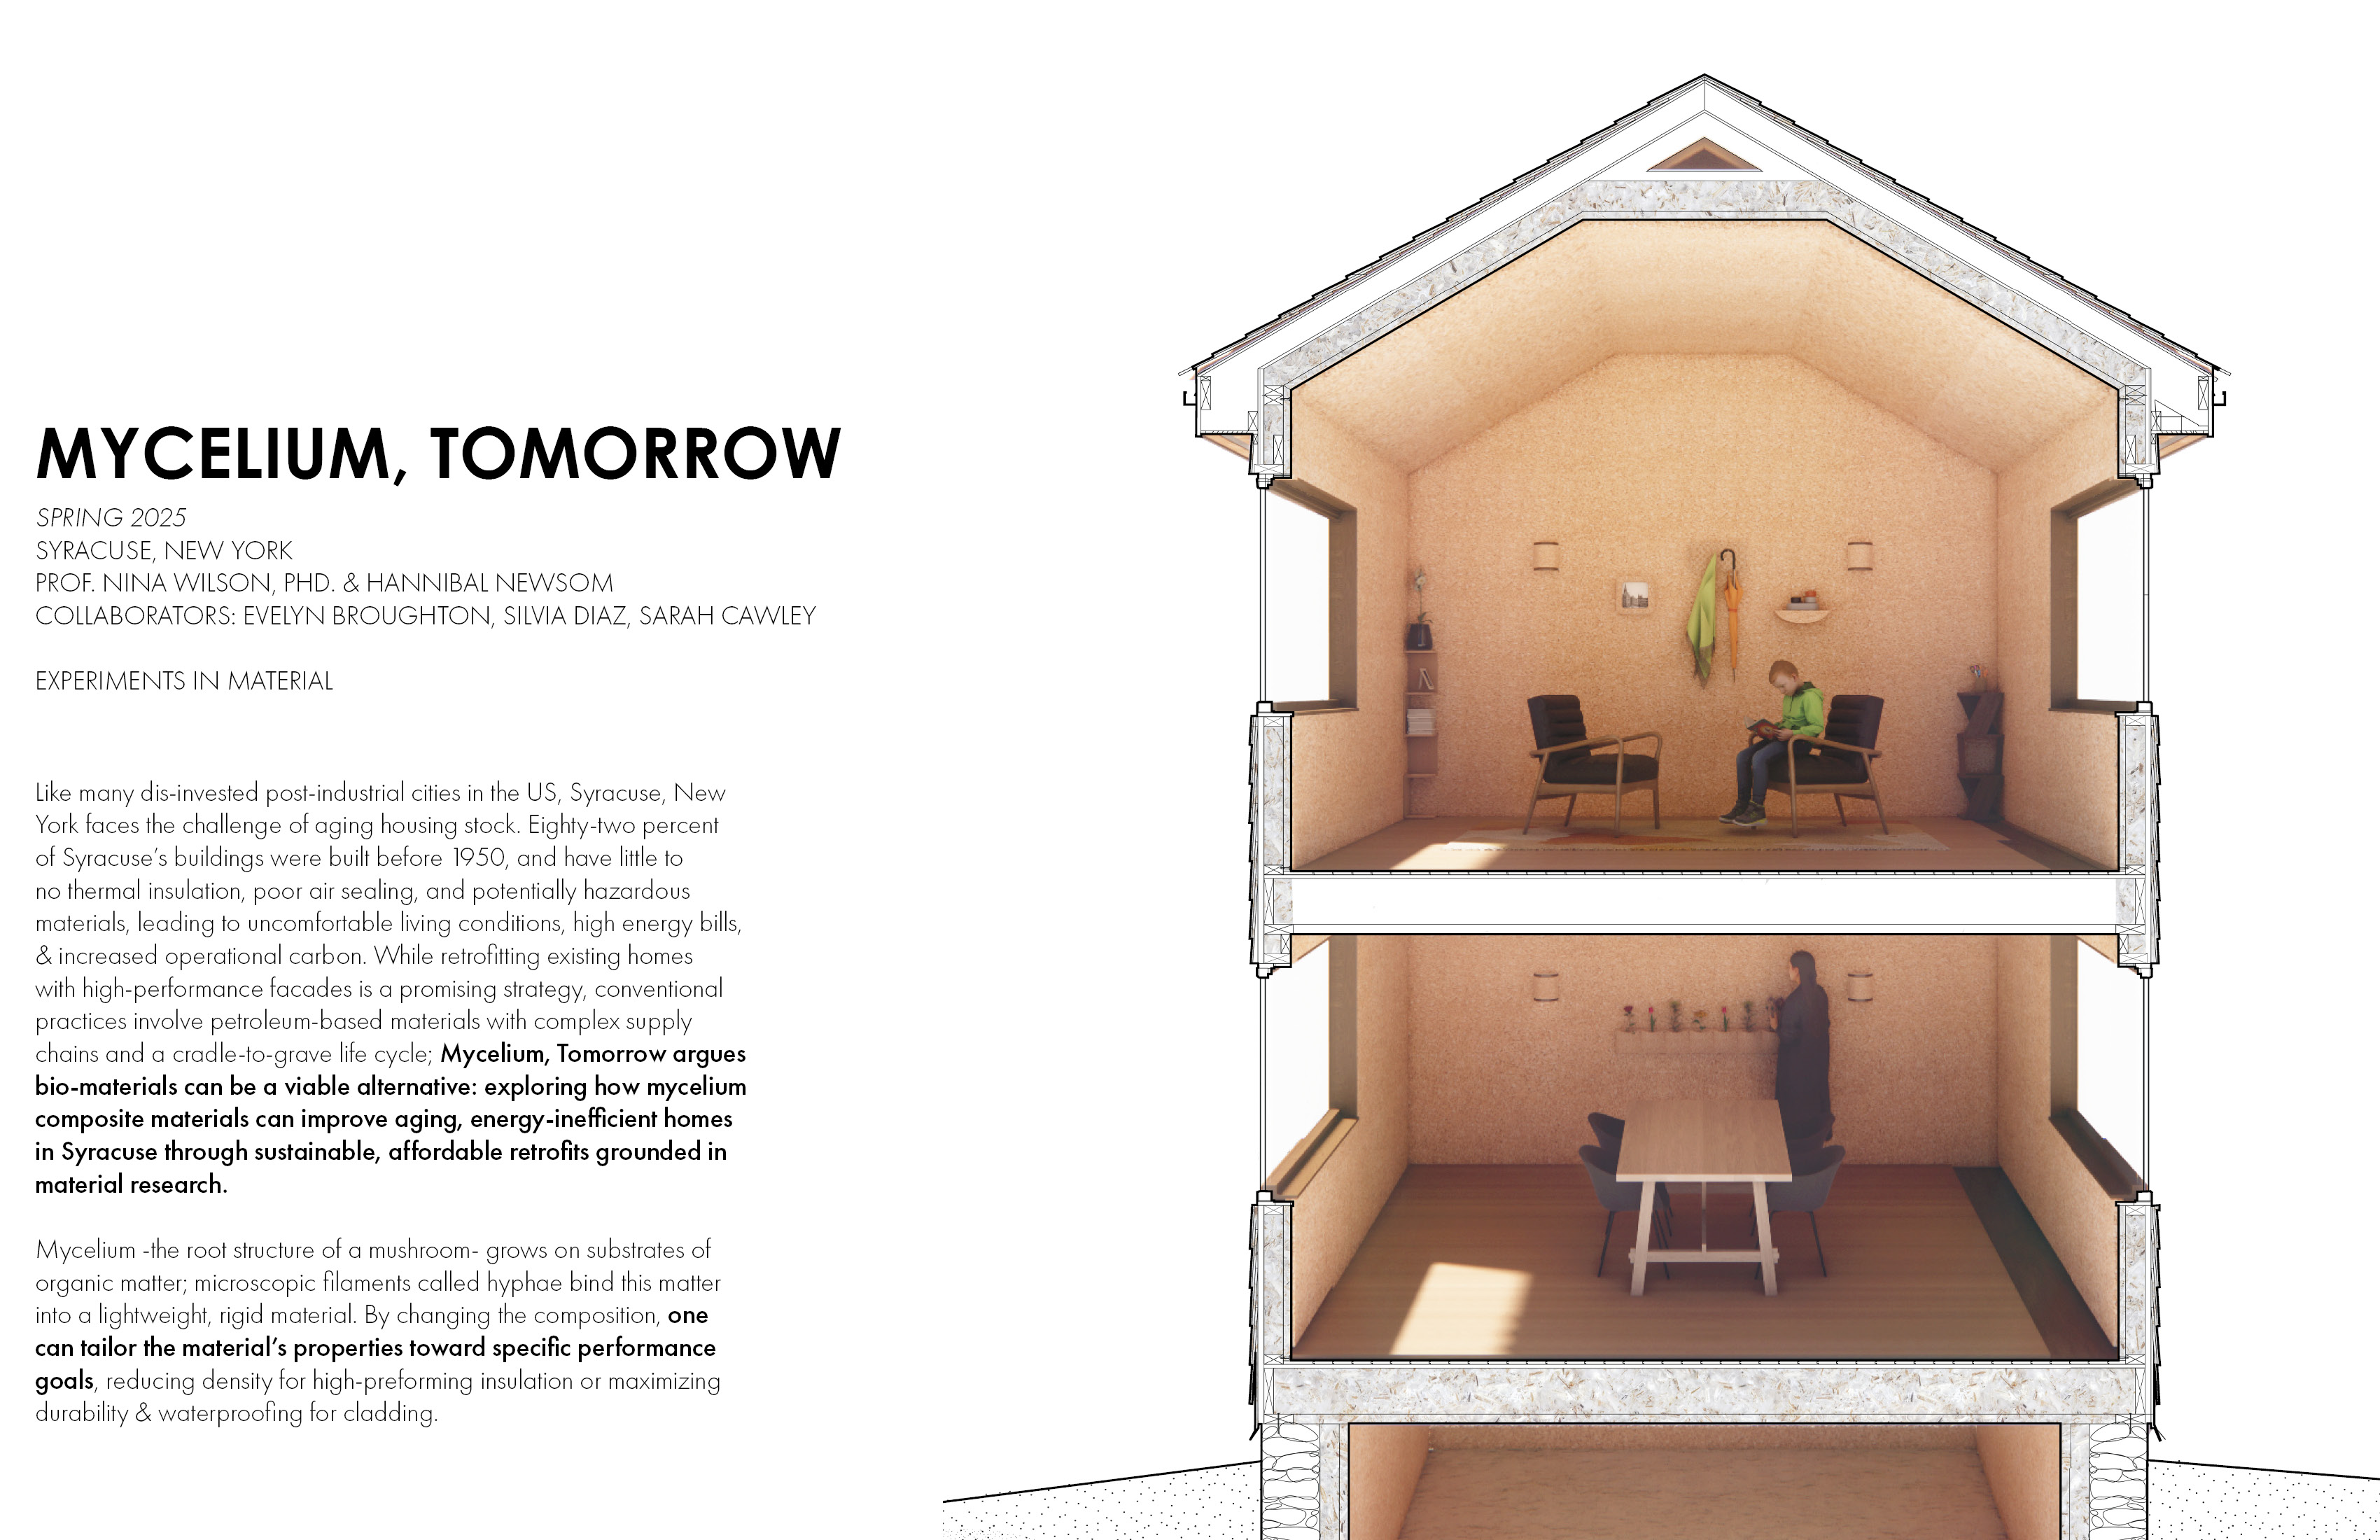 MYCELIUM, TOMORROW
SPRING 2025
SYRACUSE, NEW YORK
PROF. NINA WILSON, PHD. & HANNIBAL NEWSOM
COLLABORATORS: EVELYN BROUGHTON, SILVIA DIAZ, SARAH CAWLEY
EXPERIMENTS IN MATERIAL
Like many dis-invested post-industrial cities in the US, Syracuse, New
York faces the challenge of aging housing stock. Eighty-two percent
of Syracuse’s buildings were built before 1950, and have little to
no thermal insulation, poor air sealing, and potentially hazardous
materials, leading to uncomfortable living conditions, high energy bills,
& increased operational carbon. While retrofitting existing homes
with high-performance facades is a promising strategy, conventional
practices involve petroleum-based materials with complex supply
chains and a cradle-to-grave life cycle; Mycelium, Tomorrow argues
bio-materials can be a viable alternative: exploring how mycelium
composite materials can improve aging, energy-inefficient homes
in Syracuse through sustainable, affordable retrofits grounded in
material research.
Mycelium -the root structure of a mushroom- grows on substrates of
organic matter; microscopic filaments called hyphae bind this matter
into a lightweight, rigid material. By changing the composition, one
can tailor the material’s properties toward specific performance
goals, reducing density for high-preforming insulation or maximizing
durability & waterproofing for cladding.